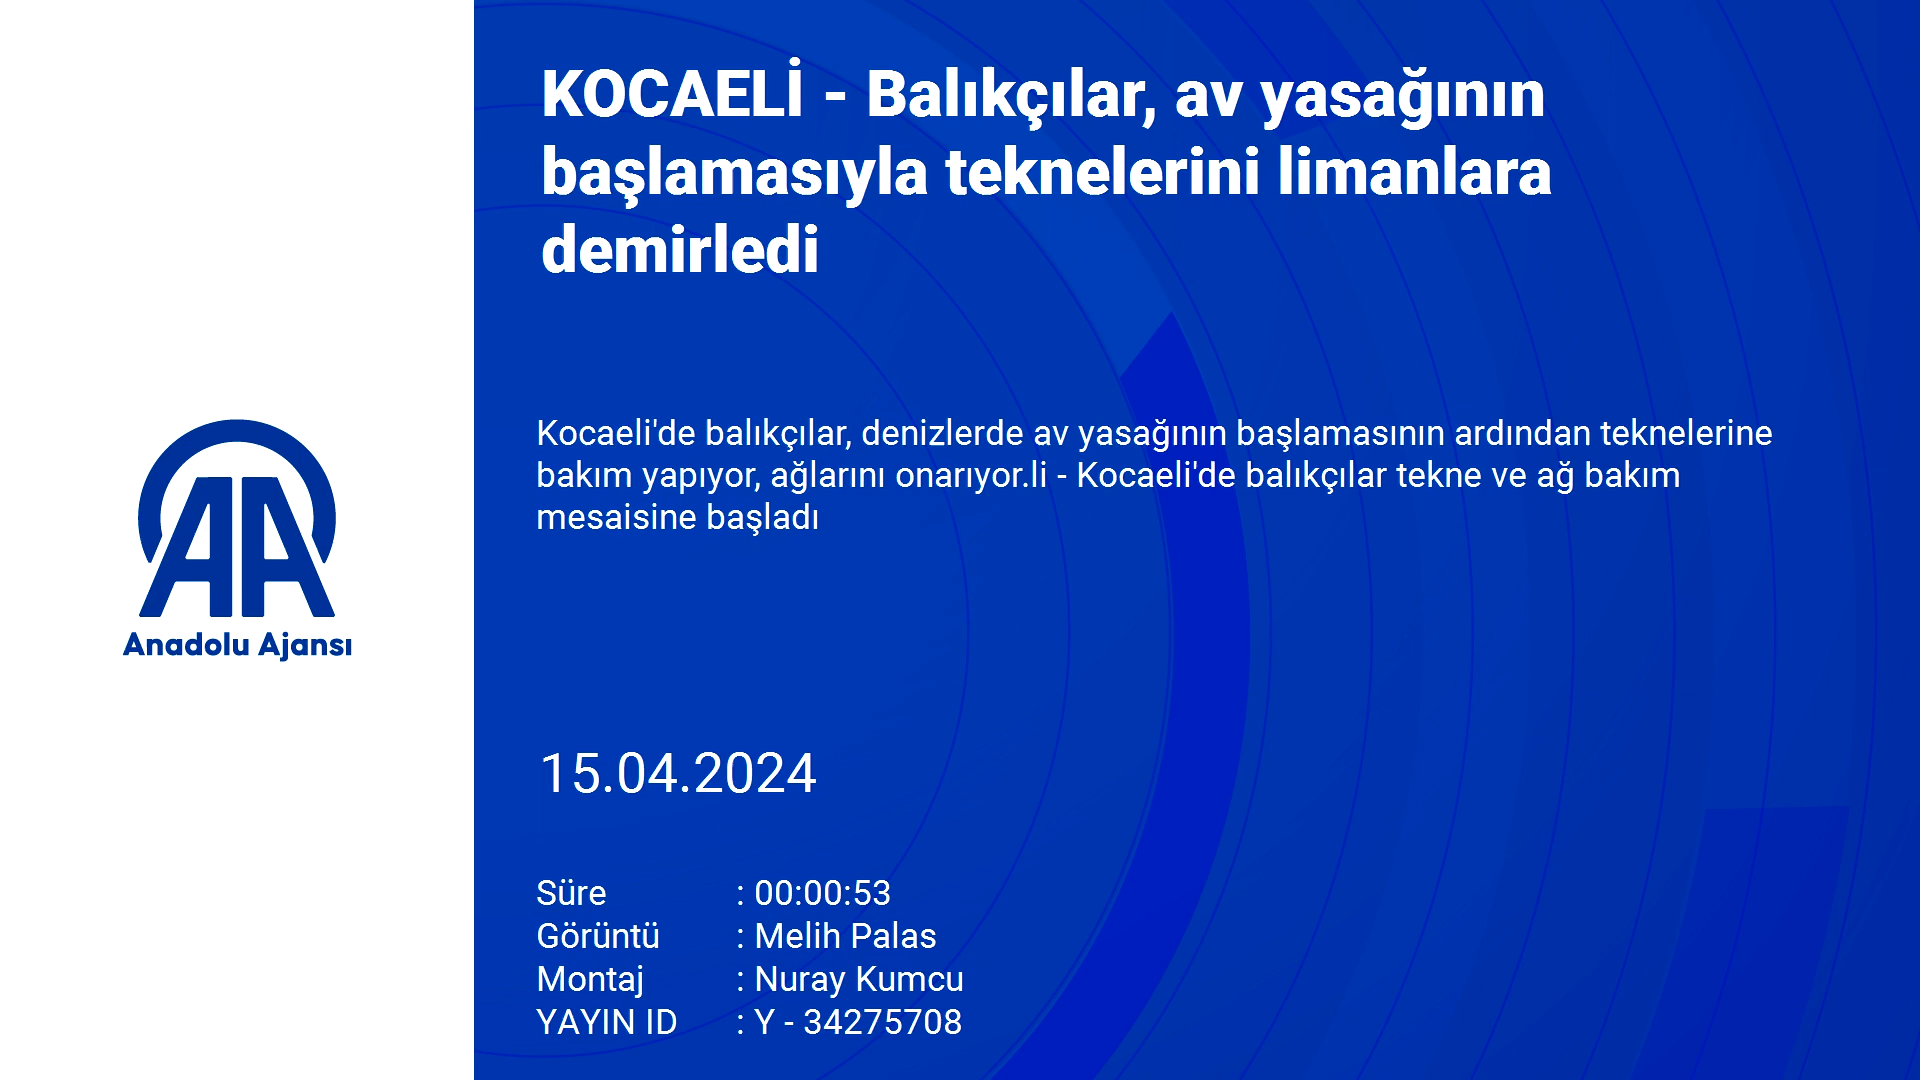 KOCAELİ - Balıkçılar, av yasağının
başlamasıyla teknelerini limanlara
demirledi
Kocaeli'de balıkçılar, denizlerde av yasağının başlamasının ardından teknelerine
bakım yapıyor, ağlarını onarıyor.li - Kocaeli'de balıkçılar tekne ve ağ bakım
mesaisine başladı
AA
Anadolu Ajansı
15.04.2024
Süre : 00:00:53
Görüntü : Melih Palas
Montaj : Nuray Kumcu
YAYIN ID : Y - 34275708